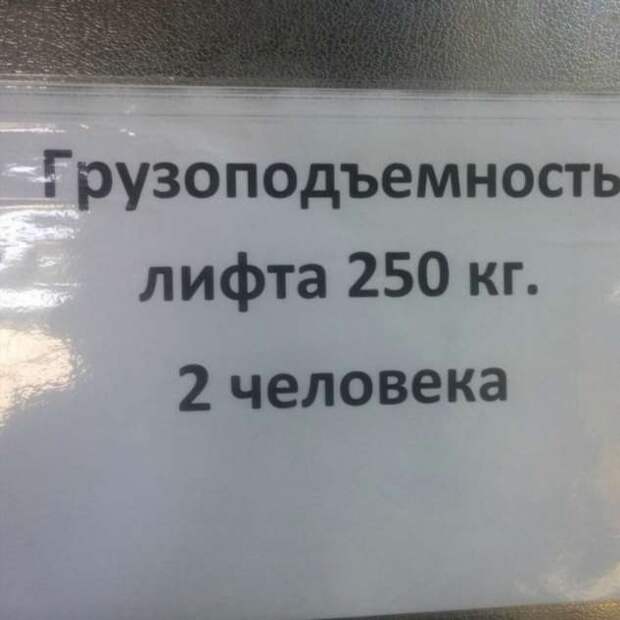 Грузоподъемность
лифта 250 кг.
2 человека